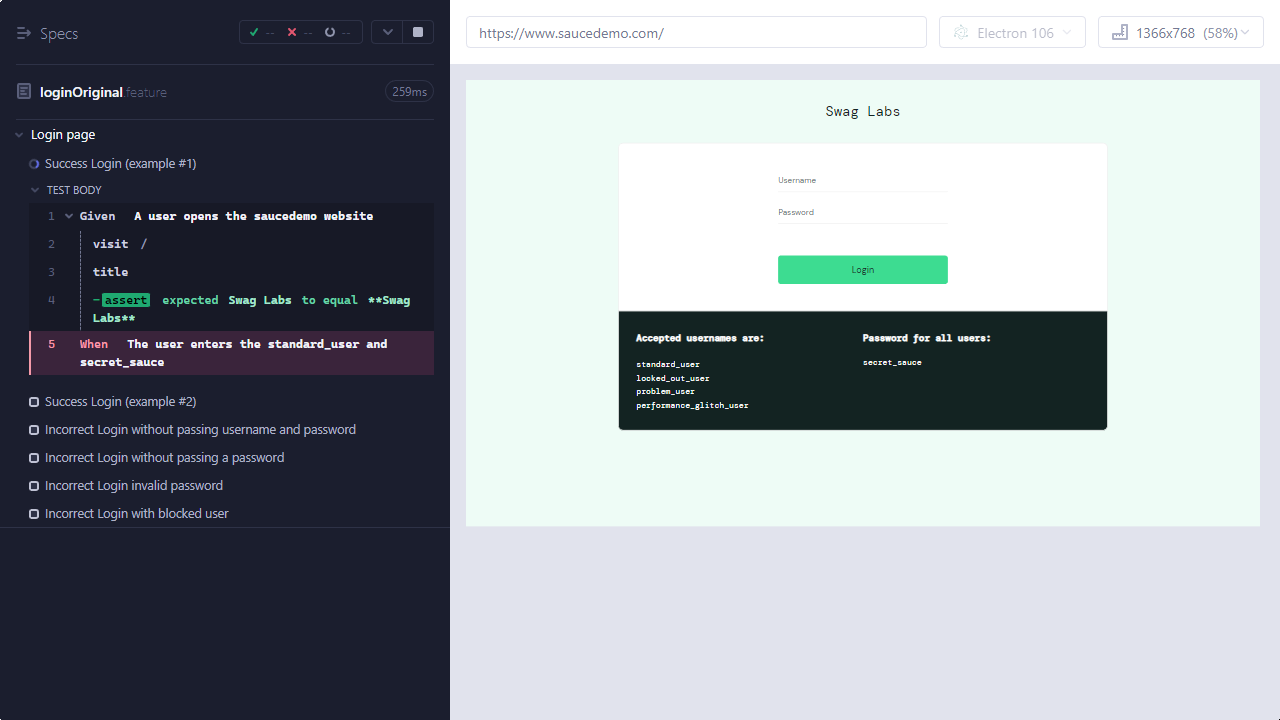 Specs
--
--
--
loginOriginal.feature
259ms
Login page
Success Login (example #1)
TEST BODY
1 Given A user opens the saucedemo website
2 visit /
3 title
4 -assert expected Swag Labs to equal **Swag
Labs**
5 When The user enters the standard_user and
secret_sauce
Success Login (example #2)
Incorrect Login without passing username and password
Incorrect Login without passing a password
Incorrect Login invalid password
Incorrect Login with blocked user
https://www.saucedemo.com/
Electron 106
1366x768 (58%)
Swag Labs
Username
Password
Login
Accepted usernames are:
standard_user
locked_out_user
problem_user
performance_glitch_user
Password for all users:
secret_sauce